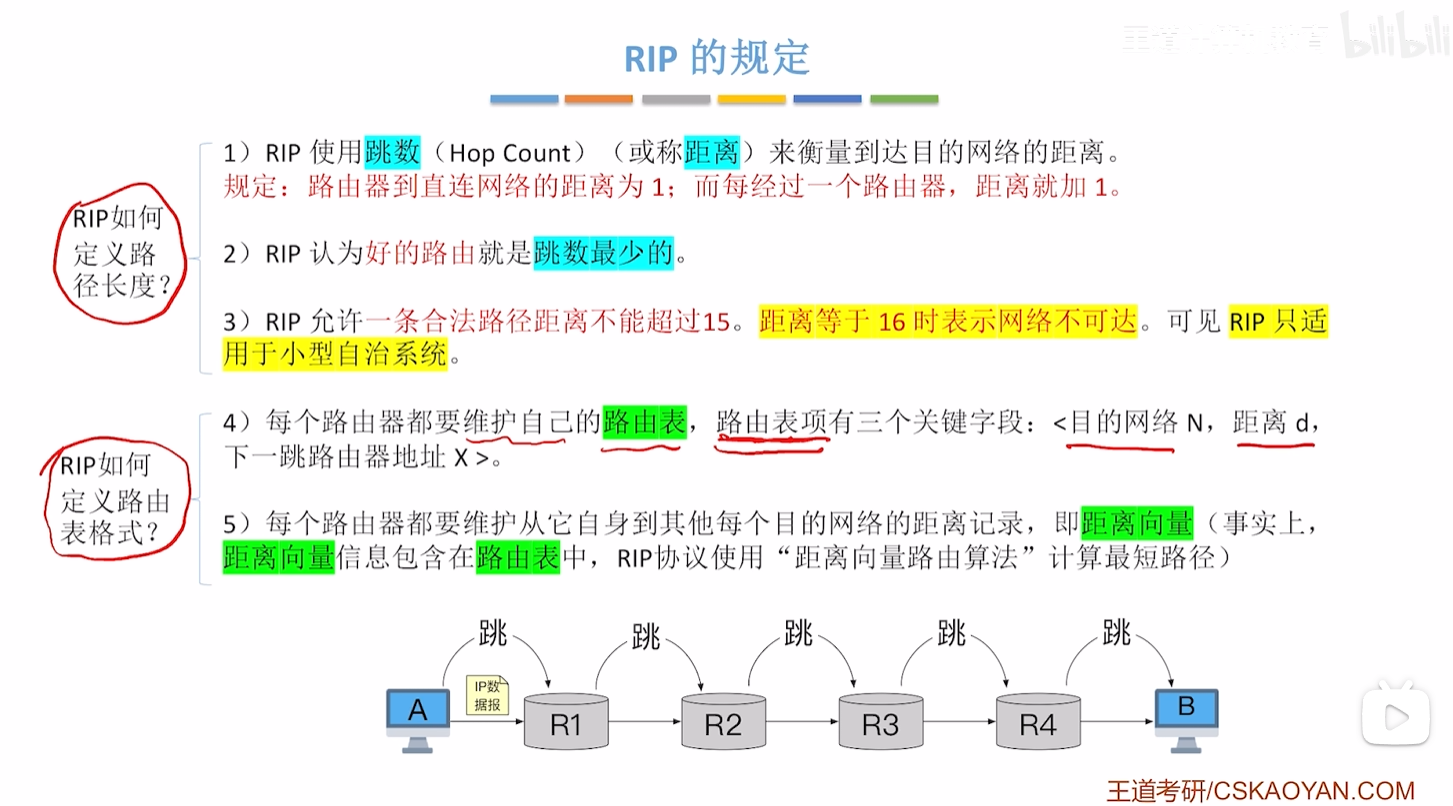 RIP 的规定
bilibili
RIP如何
定义路
径长度？
1）RIP 使用跳数（Hop Count）（或称距离）来衡量到达目的网络的距离。
规定：路由器到直连网络的距离为 1；而每经过一个路由器，距离就加 1。
2）RIP 认为好的路由就是跳数最少的。
3）RIP 允许一条合法路径距离不能超过15。距离等于 16 时表示网络不可达。可见 RIP 只适
用于小型自治系统。
RIP如何
定义路由
表格式？
4）每个路由器都要维护自己的路由表，路由表项有三个关键字段：<目的网络 N，距离 d，
下一跳路由器地址 X >。
5）每个路由器都要维护从它自身到其他每个目的网络的距离记录，即距离向量（事实上，
距离向量信息包含在路由表中，RIP协议使用“距离向量路由算法”计算最短路径）
跳 跳 跳 跳 跳
IP数
据报
A R1 R2 R3 R4 B
王道考研/CSKAOYAN.COM